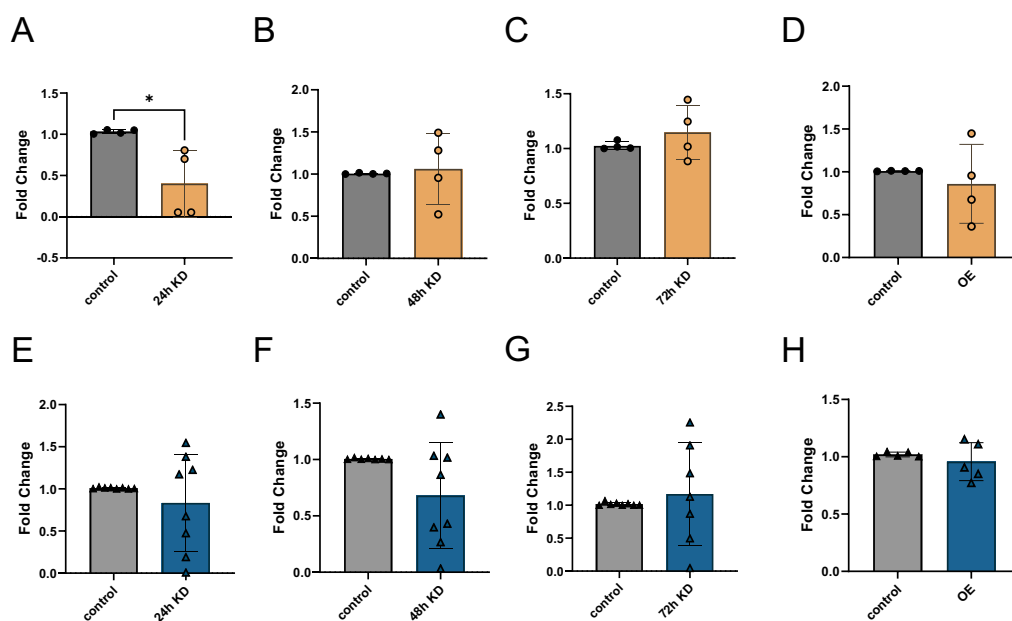 A
B
C
D
Fold Change
1.5
1.0
0.5
0.0
-0.5
*
control
24h KD
Fold Change
2.0
1.5
1.0
0.5
0.0
control
48h KD
Fold Change
1.5
1.0
0.5
0.0
control
72h KD
Fold Change
2.0
1.5
1.0
0.5
0.0
control
OE
E
F
G
H
Fold Change
2.0
1.5
1.0
0.5
0.0
control
24h KD
Fold Change
1.5
1.0
0.5
0.0
control
48h KD
Fold Change
2.5
2.0
1.5
1.0
0.5
0.0
control
72h KD
Fold Change
1.5
1.0
0.5
0.0
control
OE